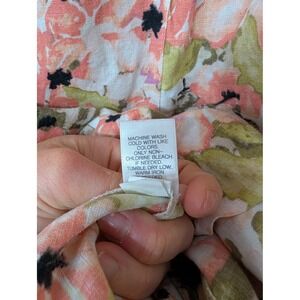 MACHINE WASH
COLD WITH LIKE
COLORS.
ONLY NON-
CHLORINE BLEACH
IF NEEDED.
TUMBLE DRY LOW.
WARM IRON